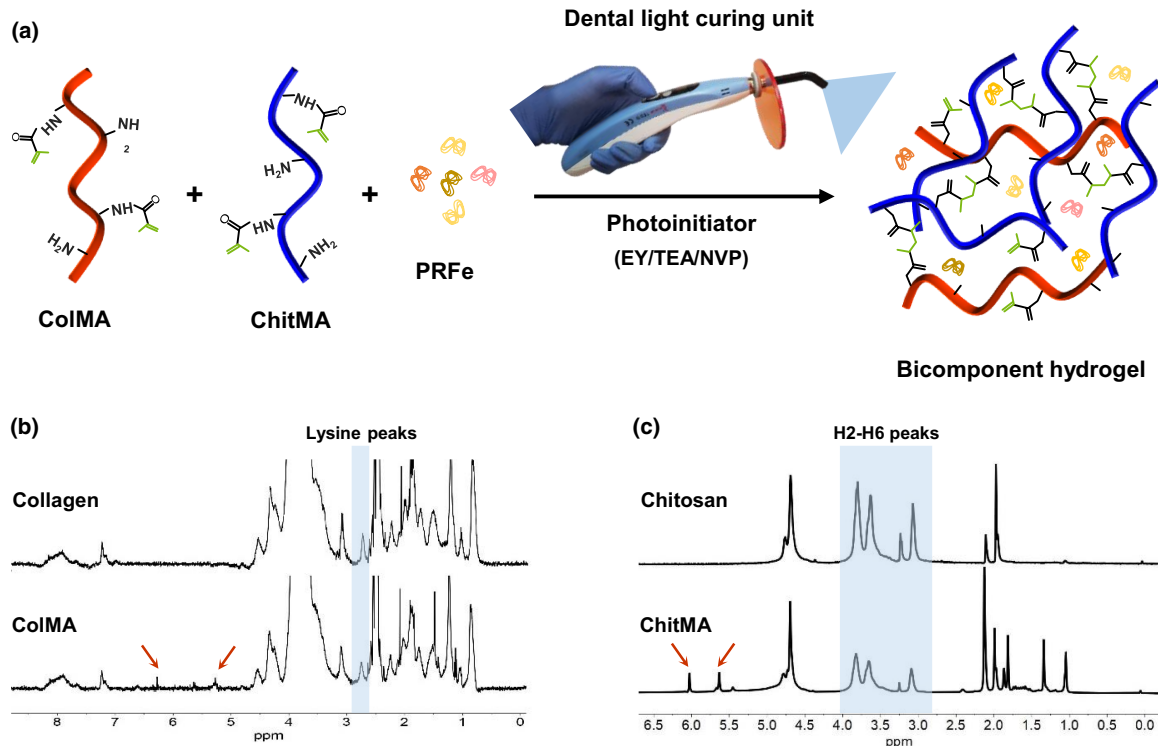 (a)
Dental light curing unit
NH
O
HN
O
NH
2
NH
O
H₂N
+
NH
O
H₂N
O
HN
NH₂
+
PRFe
Photoinitiator
(EY/TEA/NVP)
ColMA
ChitMA
Bicomponent hydrogel
(b)
Lysine peaks
Collagen
ColMA
8 7 6 5 4 3 2 1 0
ppm
(c)
H2-H6 peaks
Chitosan
ChitMA
6.5 6.0 5.5 5.0 4.5 4.0 3.5 3.0 2.5 2.0 1.5 1.0 0.5 0.0
ppm